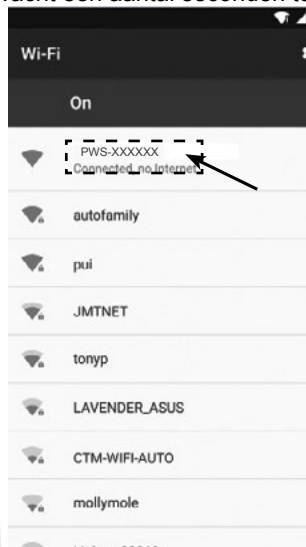 Wi-Fi
On
PWS-XXXXXX
Connected, no Internet
autofamily
pui
JMTNET
tonyp
LAVENDER_ASUS
CTM-WIFI-AUTO
mollymole